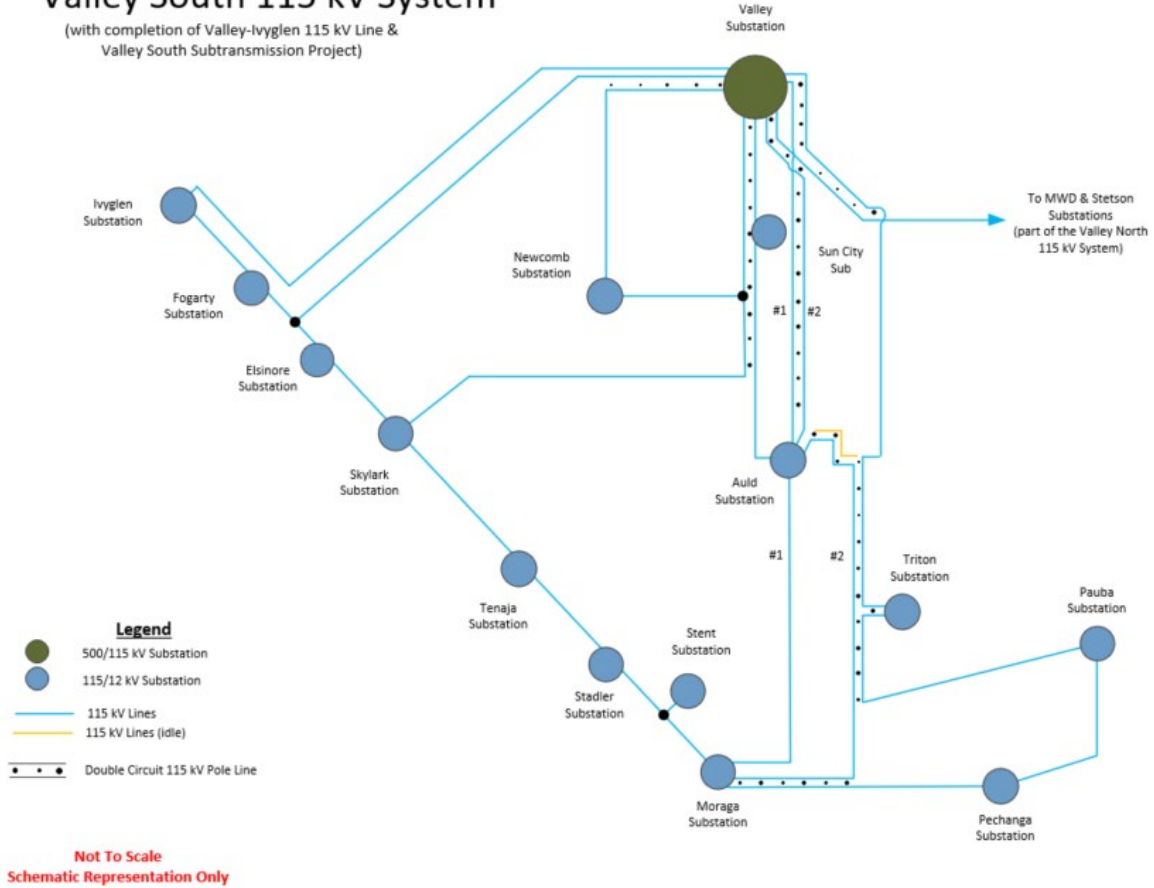 Valley South 115 kV System
(with completion of Valley-Ivyglen 115 kV Line &
Valley South Subtransmission Project)
Valley
Substation
Ivyglen
Substation
Fogarty
Substation
Elsinore
Substation
Skylark
Substation
Newcomb
Substation
Sun City
Sub
To MWD & Stetson
Substations
(part of the Valley North
115 kV System)
#1
#2
Auld
Substation
#1
#2
Triton
Substation
Pauba
Substation
Tenaja
Substation
Stent
Substation
Stadler
Substation
Moraga
Substation
Pechanga
Substation
Legend
500/115 kV Substation
115/12 kV Substation
115 kV Lines
115 kV Lines (idle)
Double Circuit 115 kV Pole Line
Not To Scale
Schematic Representation Only